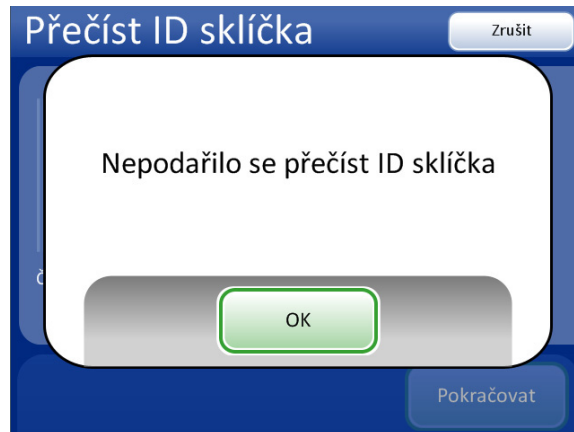 Přečíst ID sklíčka
Zrušit
Nepodařilo se přečíst ID sklíčka
OK
Pokračovat